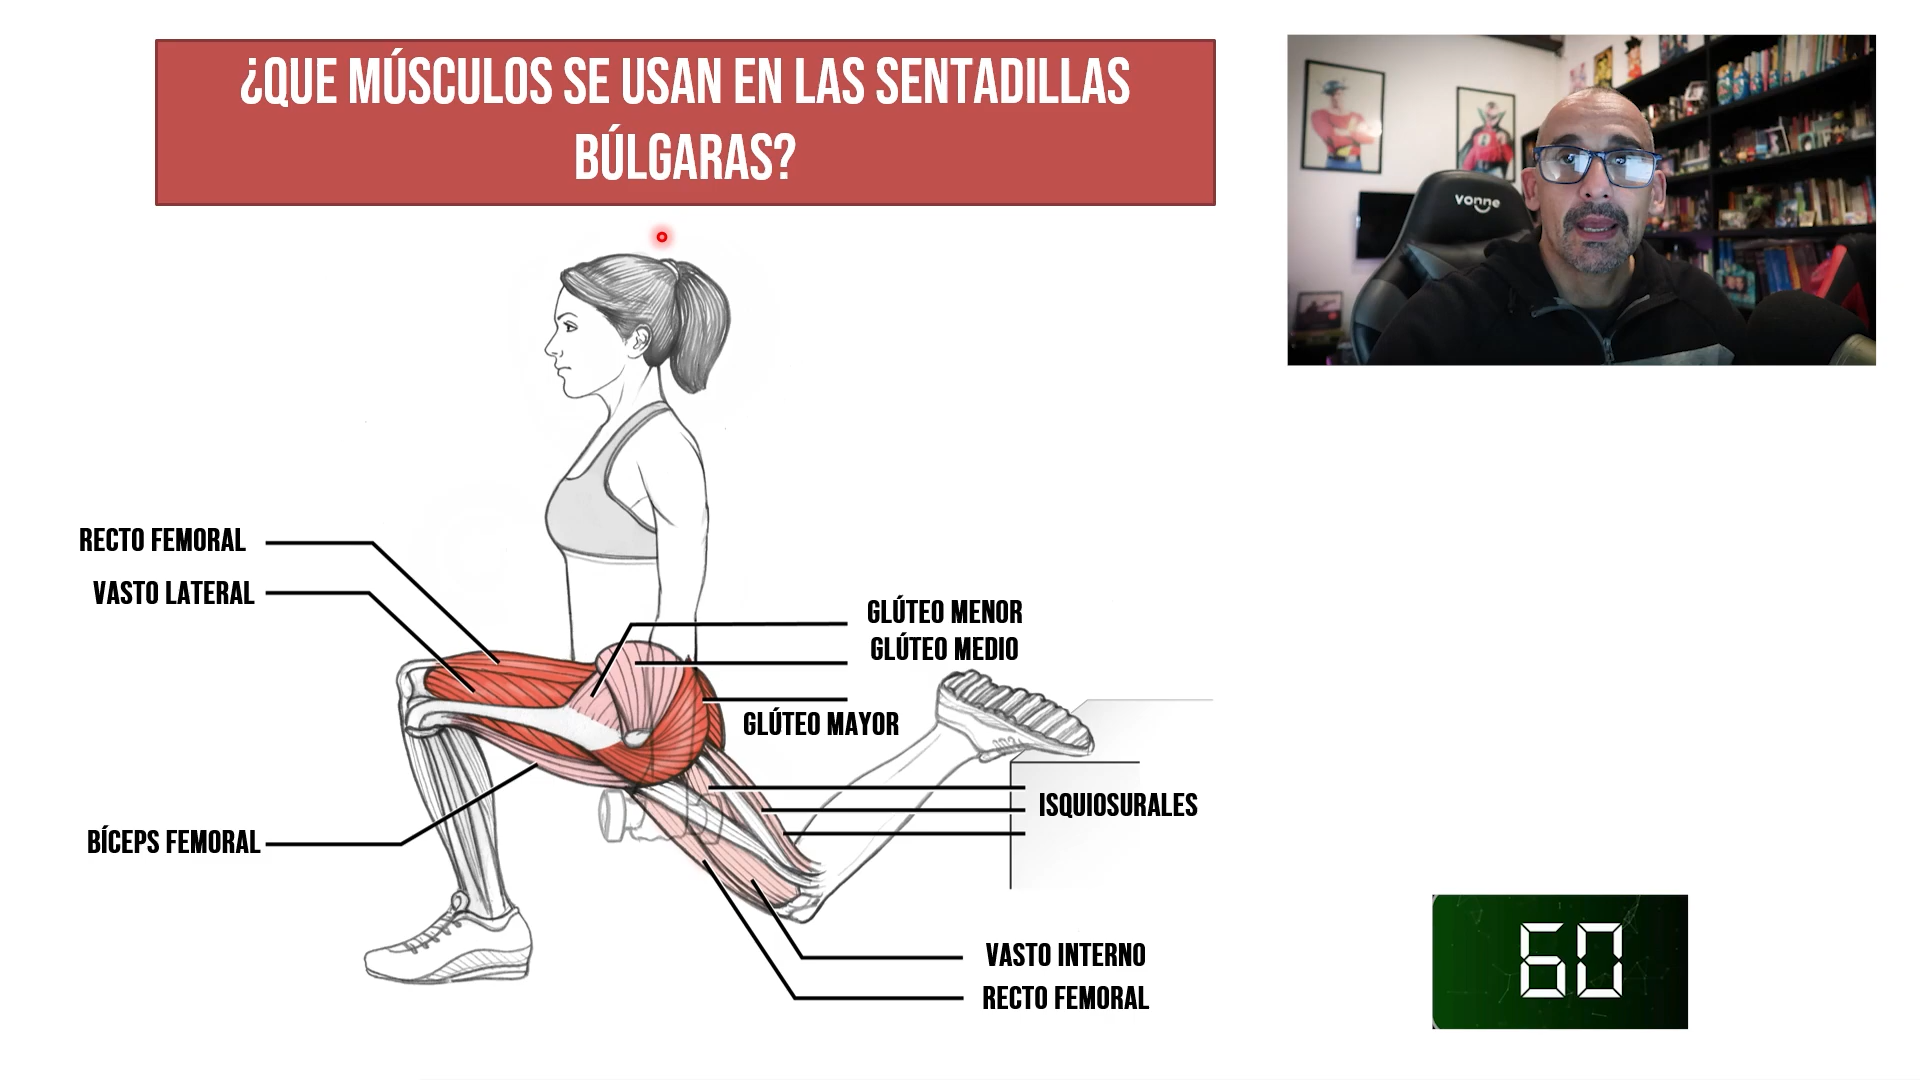 ¿QUE MÚSCULOS SE USAN EN LAS SENTADILLAS
BÚLGARAS?
vonne
RECTO FEMORAL
VASTO LATERAL
GLÚTEO MENOR
GLÚTEO MEDIO
GLÚTEO MAYOR
ISQUIOSURALES
BÍCEPS FEMORAL
VASTO INTERNO
RECTO FEMORAL
60